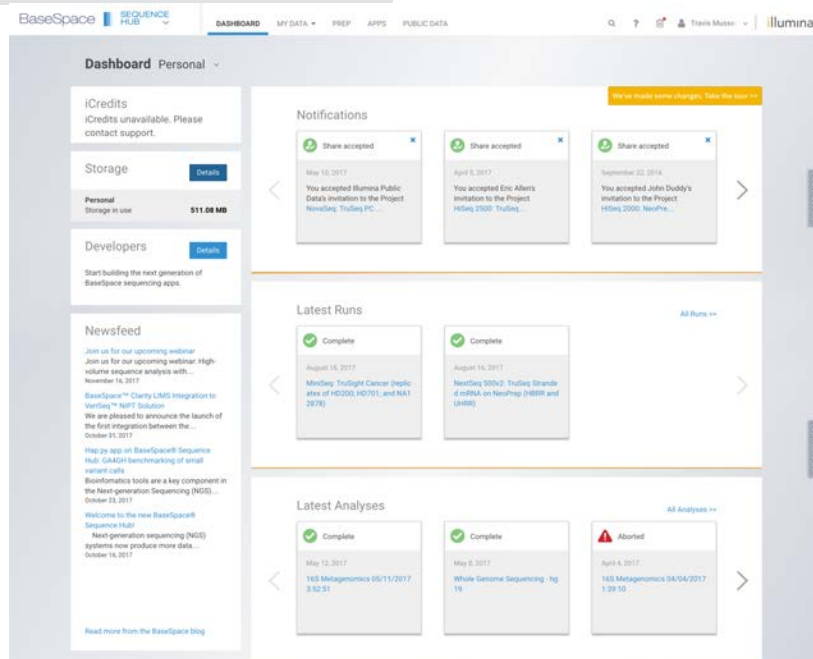 BaseSpace SEQUENCE HUB
DASHBOARD MY DATA PREP APPS PUBLIC DATA
? Travis Musso illumina
Dashboard Personal
We've made some changes. Take the tour >>
iCredits
iCredits unavailable. Please
contact support.
Storage Details
Personal
Storage in use 511.08 MB
Developers Details
Start building the next generation of
BaseSpace sequencing apps.
Newsfeed
Join us for our upcoming webinar
Join us for our upcoming webinar: High-
volume sequence analysis with...
November 16, 2017
BaseSpace™ Clarity LIMS Integration to
VeriSeq™ NIPT Solution
We are pleased to announce the launch of
the first integration between the...
October 31, 2017
Hap.py app on BaseSpace® Sequence
Hub: GA4GH benchmarking of small
variant calls
Bioinfomatics tools are a key component in
the Next-generation Sequencing (NGS)...
October 23, 2017
Welcome to the new BaseSpace®
Sequence Hub!
Next-generation sequencing (NGS)
systems now produce more data...
October 16, 2017
Read more from the BaseSpace blog
Notifications
Share accepted
May 10, 2017
You accepted Illumina Public
Data's invitation to the Project
NovaSeq: TruSeq PC...
Share accepted
April 5, 2017
You accepted Eric Allen's
invitation to the Project
HiSeq 2500: TruSeq...
Share accepted
September 22, 2016
You accepted John Duddy's
invitation to the Project
HiSeq 2000: NeoPre...
Latest Runs
All Runs >>
Complete
August 16, 2017
MiniSeq: TruSight Cancer (replic
ates of HD200; HD701; and NA1
2878)
Complete
August 16, 2017
NextSeq 500v2: TruSeq Strande
d mRNA on NeoPrep (HBRR and
UHRR)
Latest Analyses
All Analyses >>
Complete
May 12, 2017
16S Metagenomics 05/11/2017
3:52:51
Complete
May 8, 2017
Whole Genome Sequencing - hg
19
Aborted
April 4, 2017
16S Metagenomics 04/04/2017
1:39:10